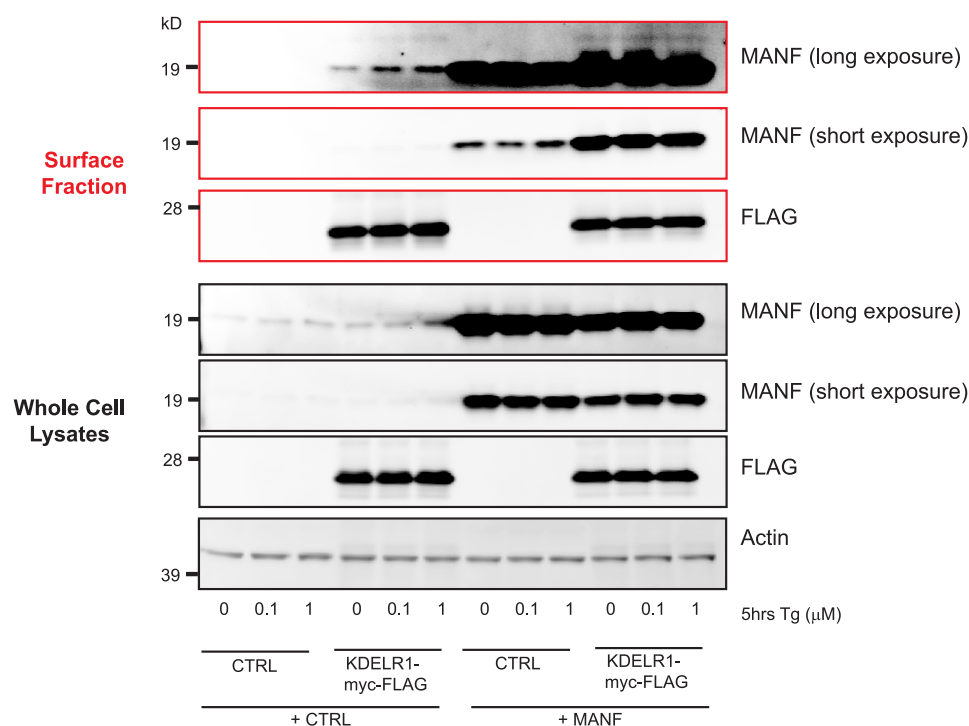 kD
19
MANF (long exposure)
19
MANF (short exposure)
Surface
Fraction
28
FLAG
19
MANF (long exposure)
19
MANF (short exposure)
Whole Cell
Lysates
28
FLAG
Actin
39
0 0.1 1 0 0.1 1 0 0.1 1 0 0.1 1
5hrs Tg (μM)
CTRL KDELR1- CTRL KDELR1-
myc-FLAG myc-FLAG
+ CTRL + MANF